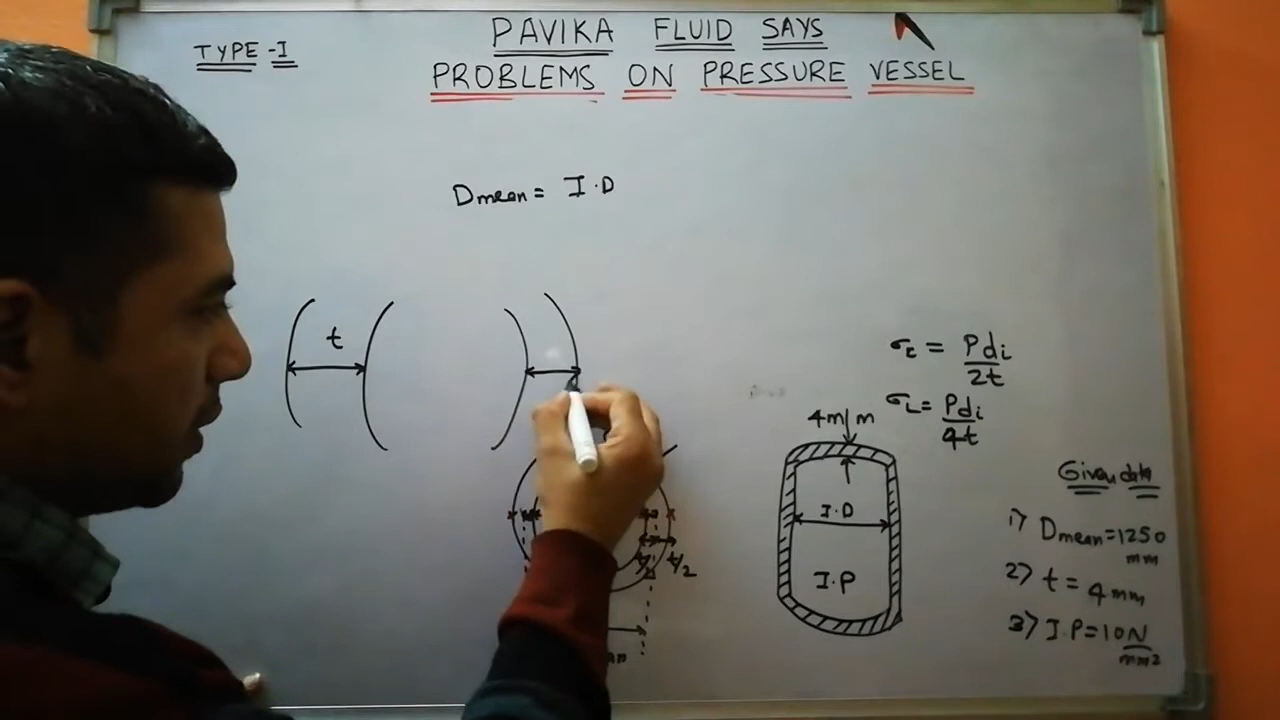 TYPE-I
PAVIKA FLUID SAYS
PROBLEMS ON PRESSURE VESSEL
Dmean = I.D
t
σc = Pdi/2t
σL = Pdi/4t
4m/m
I.D
I.P
t/2
Given data
1) Dmean=1250 mm
2) t = 4mm
3) I.P=10N/mm2